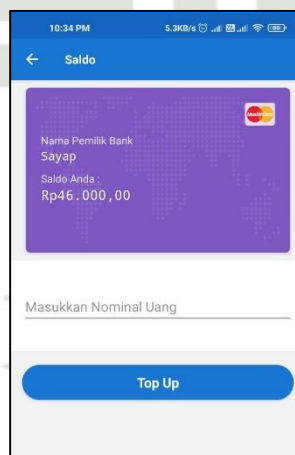 10:34 PM 5.3KB/s
Saldo
MasterCard
Nama Pemilik Bank
Sayap
Saldo Anda :
Rp46.000,00
Masukkan Nominal Uang
Top Up